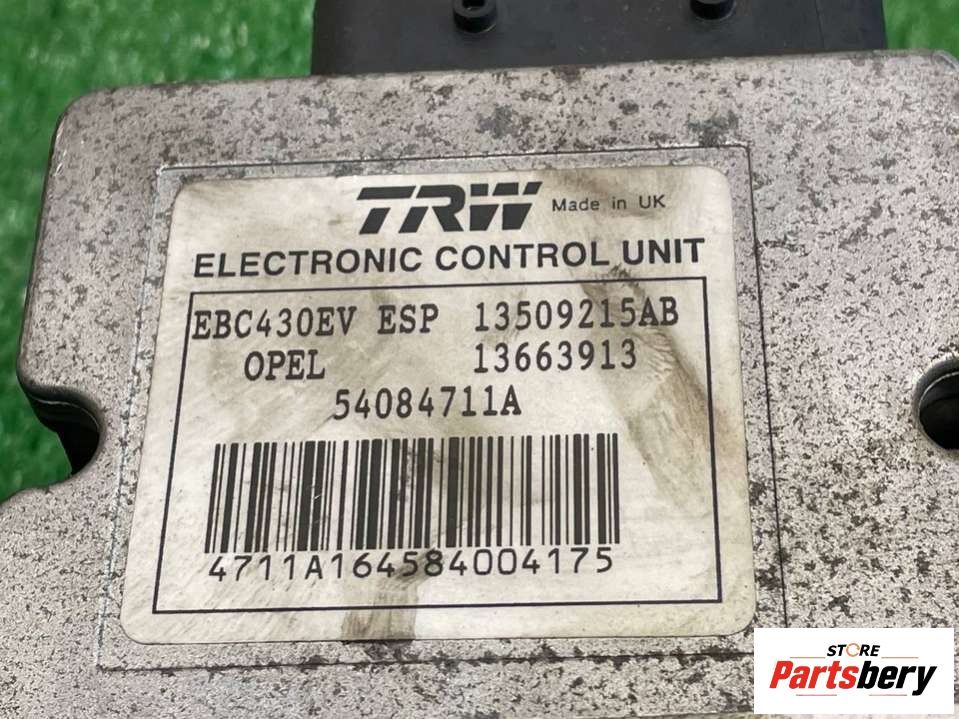 TRW Made in UK
ELECTRONIC CONTROL UNIT
EBC430EV ESP 13509215AB
OPEL 13663913
54084711A
4711A164584004175
STORE
Partsbery